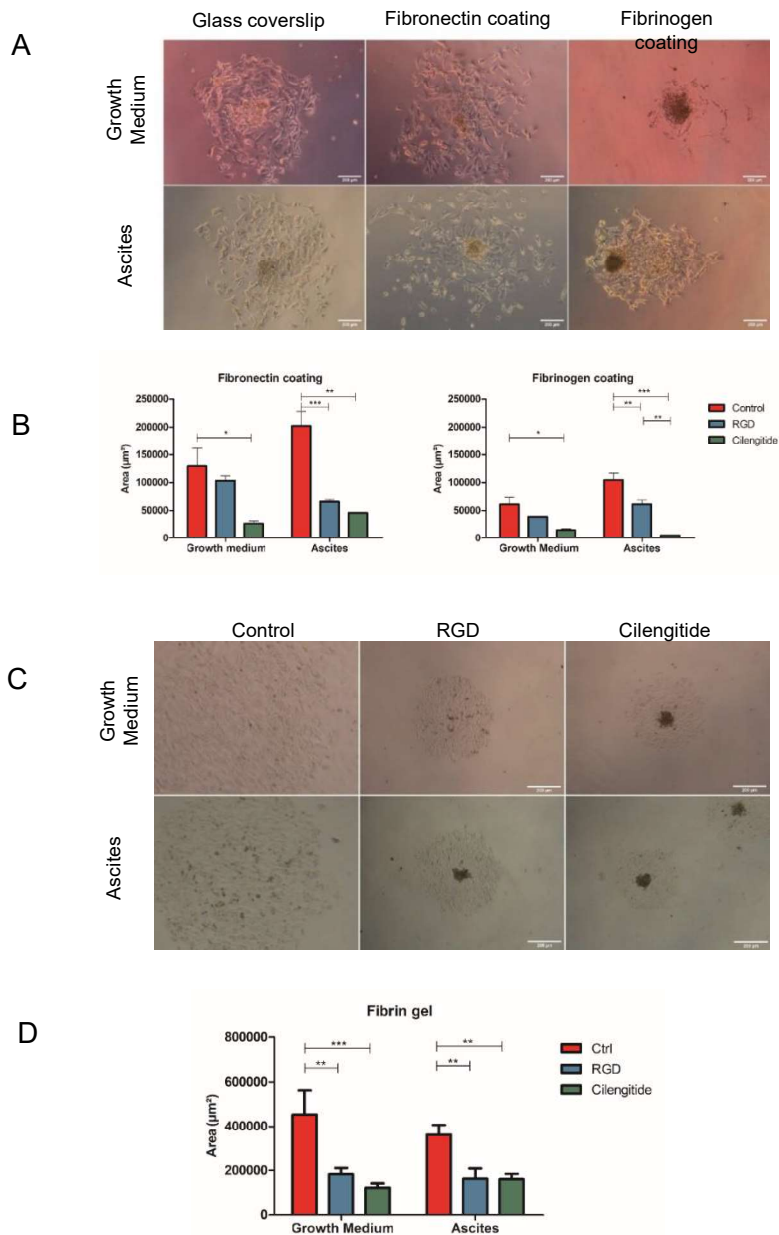 A
Glass coverslip
Fibronectin coating
Fibrinogen
coating
Growth
Medium
Ascites
B
Fibronectin coating
250000
200000
150000
100000
50000
0
Area (µm²)
*
**
***
Growth medium
Ascites
Fibrinogen coating
250000
200000
150000
100000
50000
0
Area (µm²)
*
***
**
**
Growth Medium
Ascites
Control
RGD
Cilengitide
C
Control
RGD
Cilengitide
Growth
Medium
Ascites
D
Fibrin gel
800000
600000
400000
200000
0
Area (µm²)
***
**
**
**
Growth Medium
Ascites
Ctrl
RGD
Cilengitide